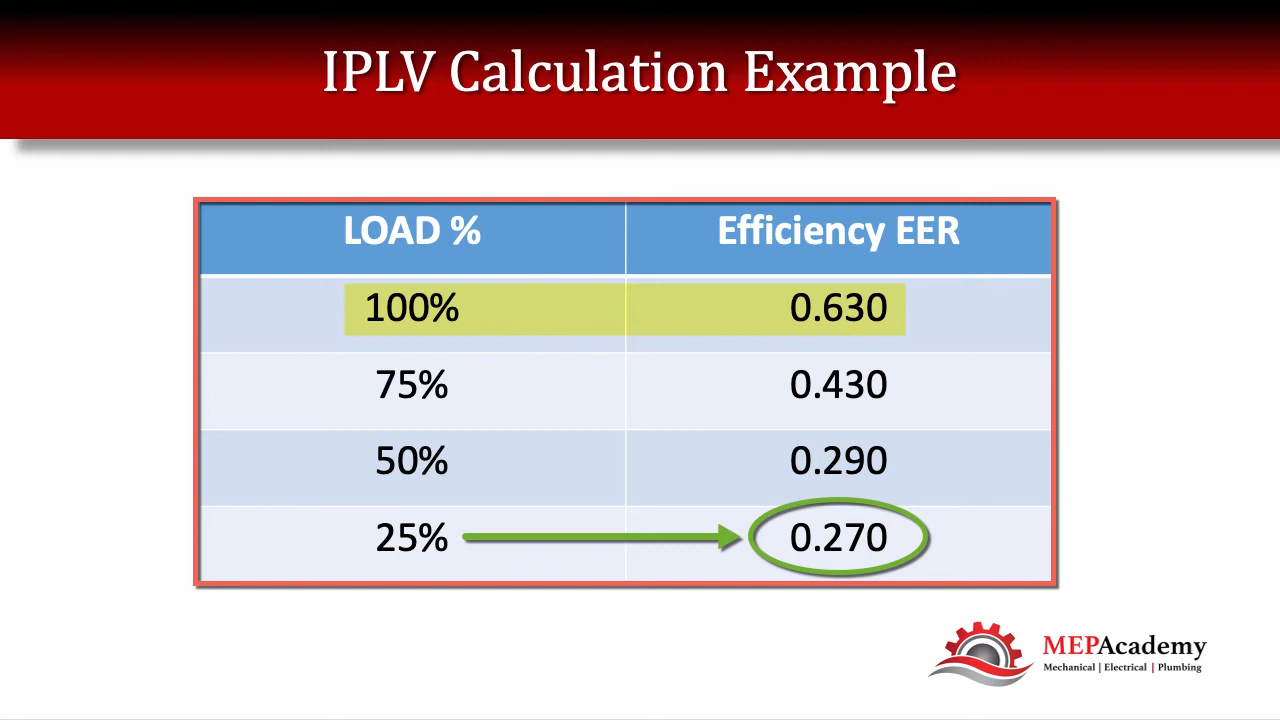 IPLV Calculation Example
LOAD % Efficiency EER
100% 0.630
75% 0.430
50% 0.290
25% 0.270
MEPAcademy
Mechanical | Electrical | Plumbing